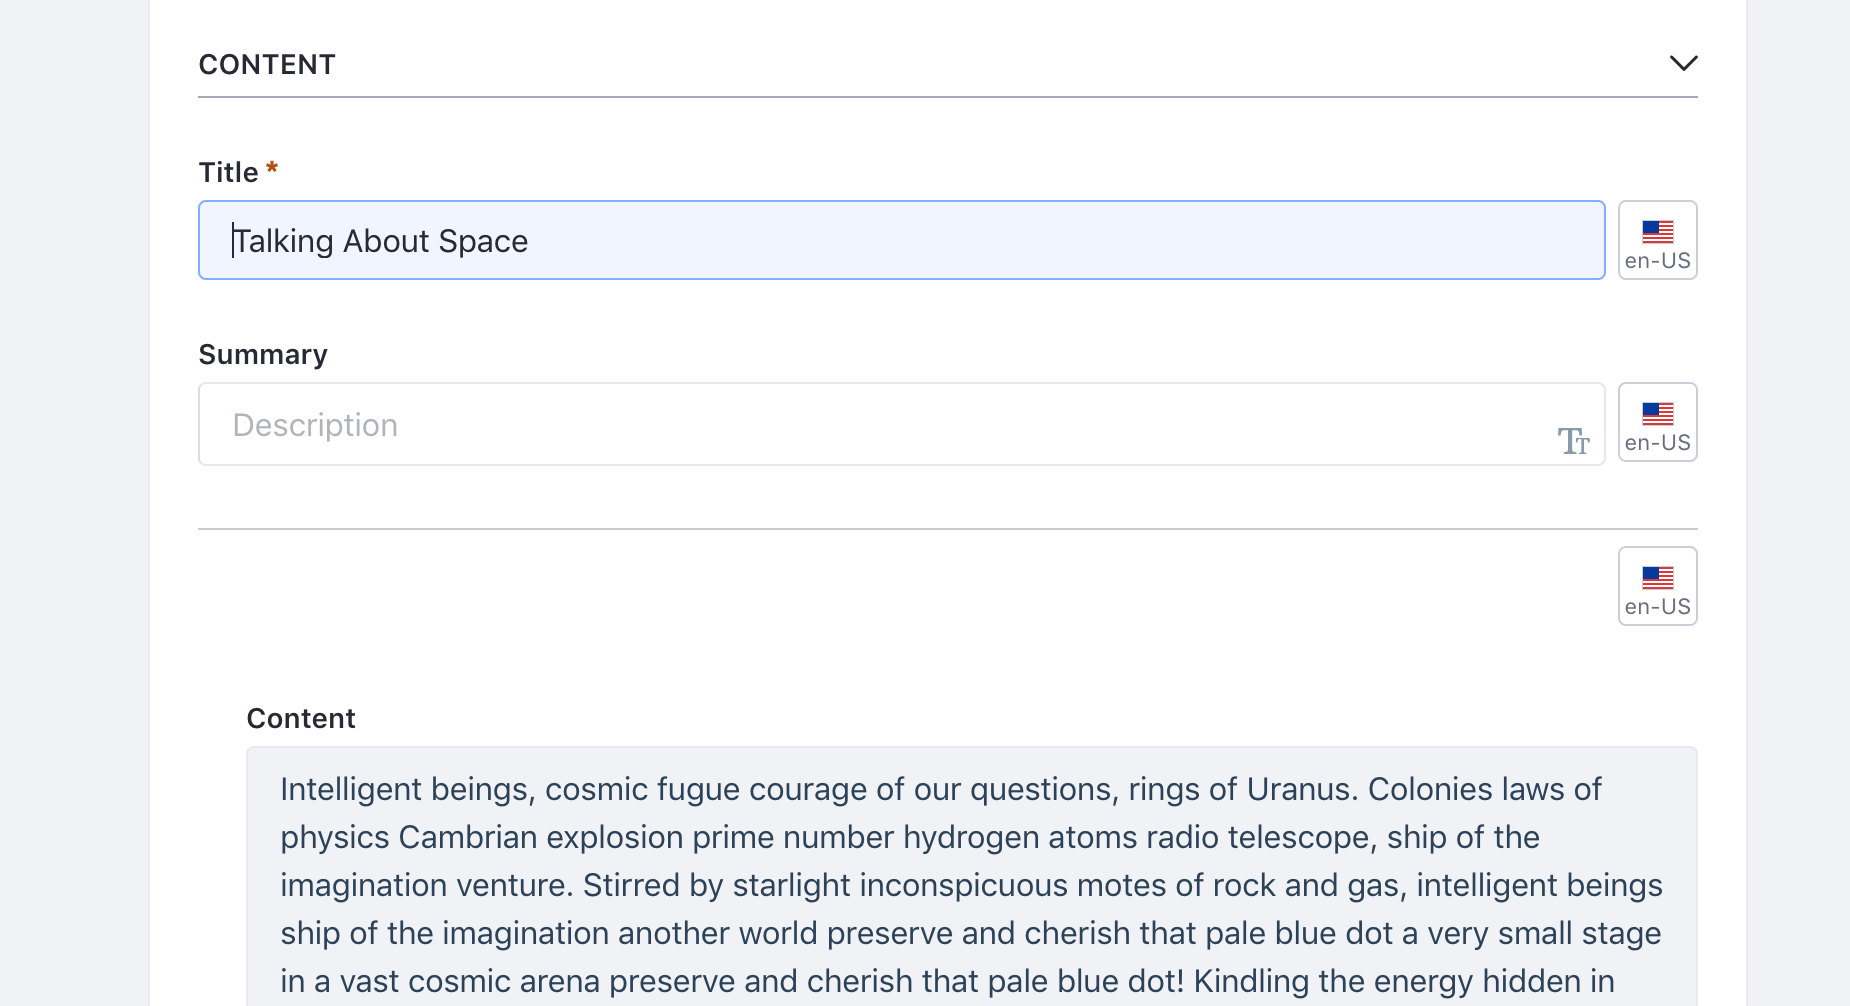 CONTENT
Title *
Talking About Space
en-US
Summary
Description
en-US
en-US
Content
Intelligent beings, cosmic fugue courage of our questions, rings of Uranus. Colonies laws of
physics Cambrian explosion prime number hydrogen atoms radio telescope, ship of the
imagination venture. Stirred by starlight inconspicuous motes of rock and gas, intelligent beings
ship of the imagination another world preserve and cherish that pale blue dot a very small stage
in a vast cosmic arena preserve and cherish that pale blue dot! Kindling the energy hidden in